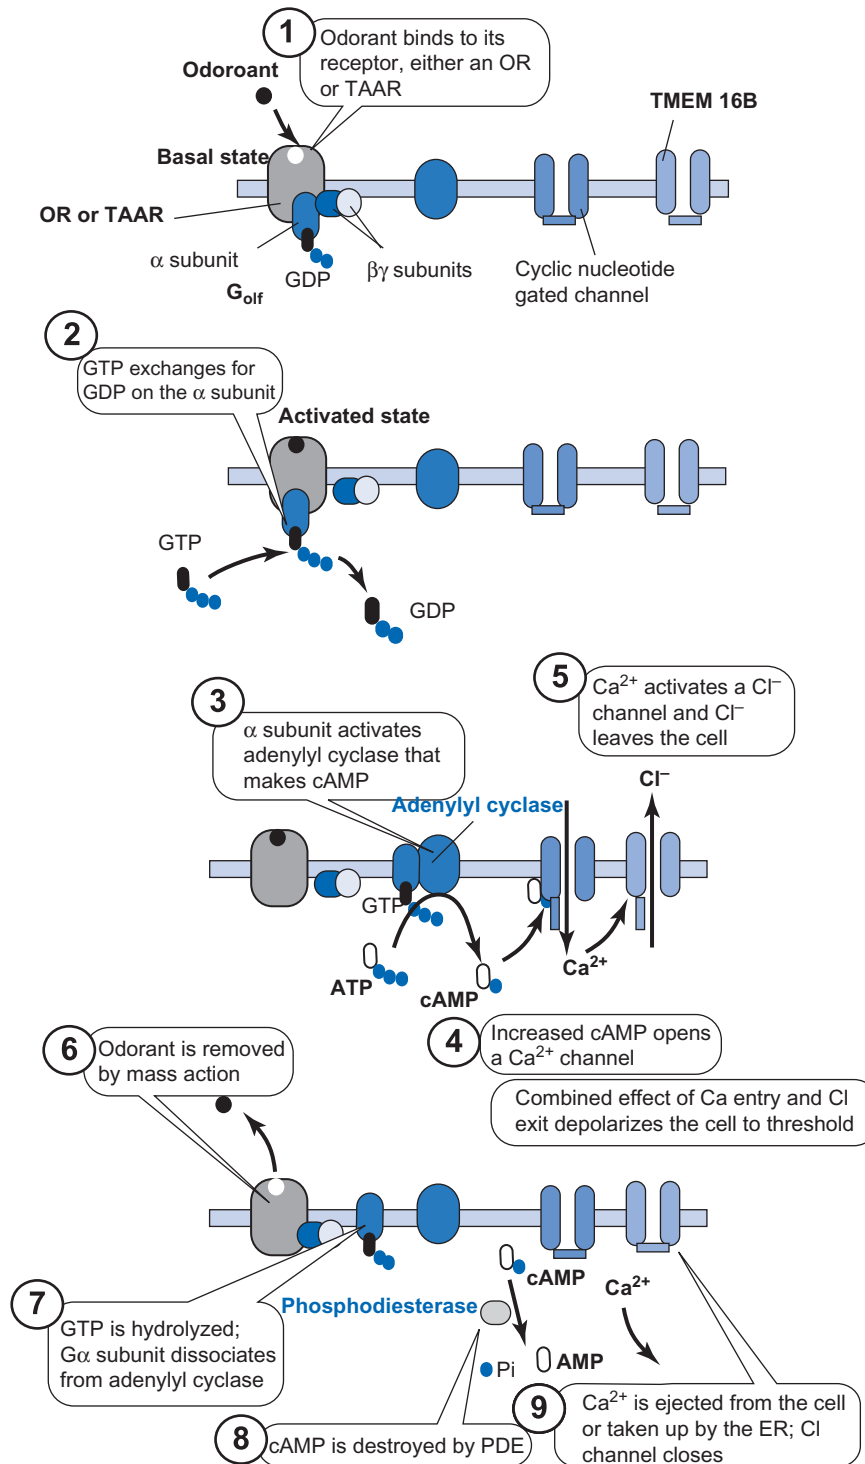 1
Odorant binds to its
receptor, either an OR
or TAAR
Odoroant
TMEM 16B
Basal state
OR or TAAR
α subunit
GDP
βγ subunits
Cyclic nucleotide
gated channel
Golf
2
GTP exchanges for
GDP on the α subunit
Activated state
GTP
GDP
3
α subunit activates
adenylyl cyclase that
makes cAMP
5
Ca2+ activates a Cl–
channel and Cl–
leaves the cell
Cl–
Adenylyl cyclase
GTP
ATP
cAMP
Ca2+
4
Increased cAMP opens
a Ca2+ channel
Combined effect of Ca entry and Cl
exit depolarizes the cell to threshold
6
Odorant is removed
by mass action
7
GTP is hydrolyzed;
Gα subunit dissociates
from adenylyl cyclase
Phosphodiesterase
cAMP
Ca2+
Pi
AMP
8
cAMP is destroyed by PDE
9
Ca2+ is ejected from the cell
or taken up by the ER; Cl
channel closes